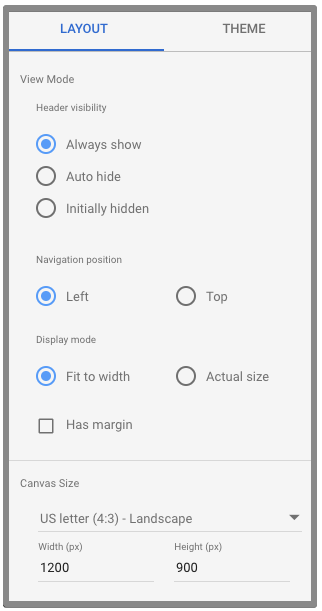 LAYOUT THEME
View Mode
Header visibility
Always show
Auto hide
Initially hidden
Navigation position
Left Top
Display mode
Fit to width Actual size
Has margin
Canvas Size
US letter (4:3) - Landscape
Width (px) Height (px)
1200 900